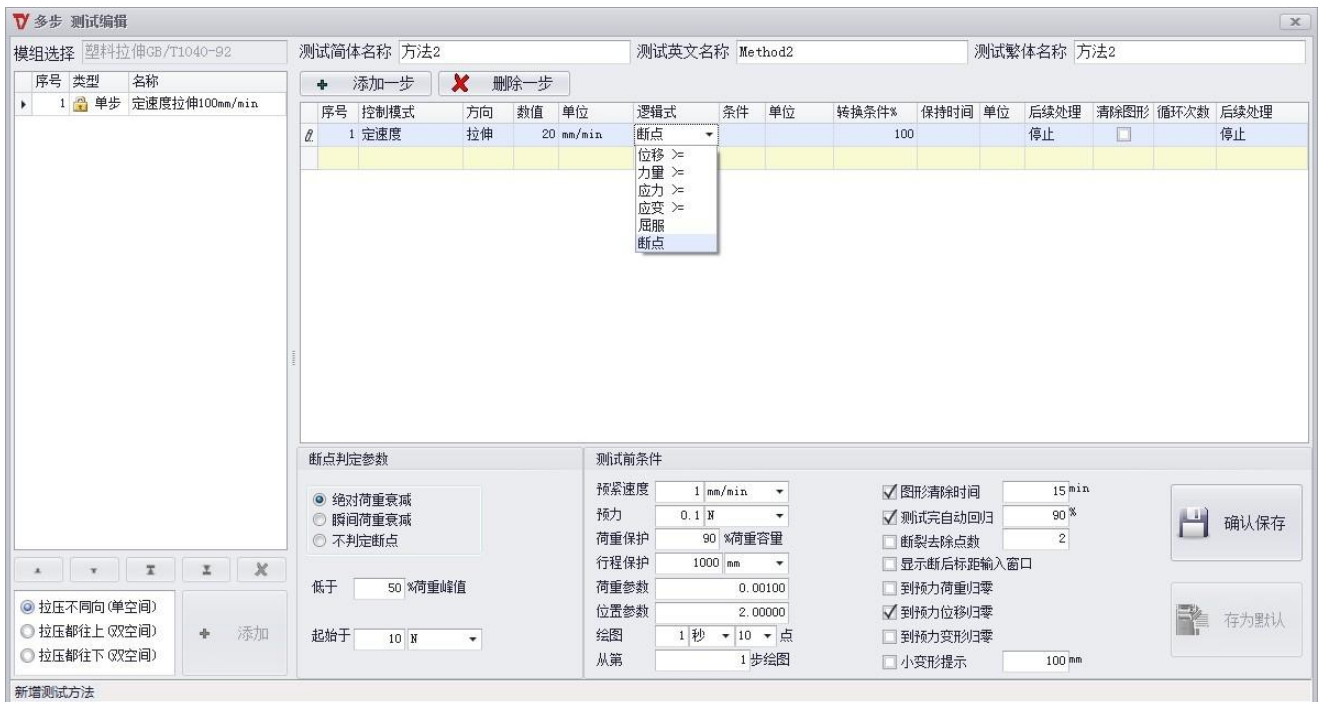 多步 测试编辑
模组选择 塑料拉伸GB/T1040-92 测试简体名称 方法2 测试英文名称 Method2 测试繁体名称 方法2
序号 类型 名称
1 单步 定速度拉伸100mm/min
添加一步 删除一步
序号 控制模式 方向 数值 单位 逻辑式 条件 单位 转换条件% 保持时间 单位 后续处理 清除图形 循环次数 后续处理
1 定速度 拉伸 20 mm/min 断点 100 停止 停止
位移 >=
力量 >=
应力 >=
应变 >=
屈服
断点
断点判定参数
绝对荷重衰减
瞬间荷重衰减
不判定断点
低于 50 %荷重峰值
起始于 10 N
测试前条件
预紧速度 1 mm/min
预力 0.1 N
荷重保护 90 %荷重容量
行程保护 1000 mm
荷重参数 0.00100
位置参数 2.00000
绘图 1 秒 10 点
从第 1 步绘图
图形清除时间 15 min
测试完自动回归 90 %
断裂去除点数 2
显示断后标距输入窗口
到预力荷重归零
到预力位移归零
到预力变形归零
小变形提示 100 mm
确认保存
存为默认
拉压不同向(单空间)
拉压都往上(双空间)
拉压都往下(双空间)
添加
新增测试方法